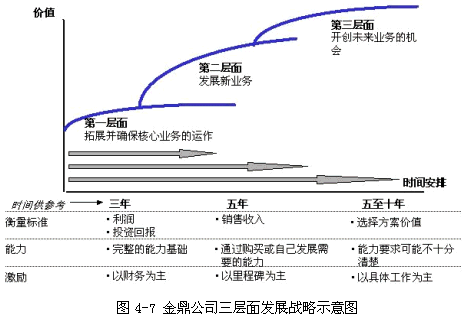 价值
第三层面
开创未来业务的机
会
第二层面
发展新业务
第一层面
拓展并确保核心业务的运作
时间安排
时间供参考 三年 五年 五至十年
衡量标准 •利润 •销售收入 •选择方案价值
•投资回报
能力 •完整的能力基础 •通过购买或自己发展需 •能力要求可能不十分
要的能力 清楚
激励 •以财务为主 •以里程碑为主 •以具体工作为主
图 4-7 金鼎公司三层面发展战略示意图